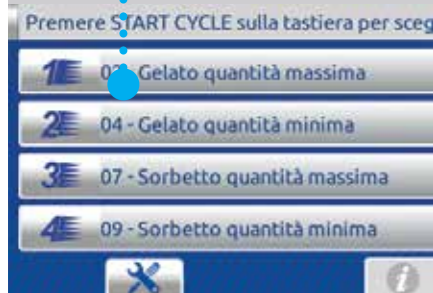 Premere START CYCLE sulla tastiera per sceg
1 - Gelato quantità massima
2 04 - Gelato quantità minima
3 07 - Sorbetto quantità massima
4 09 - Sorbetto quantità minima
i